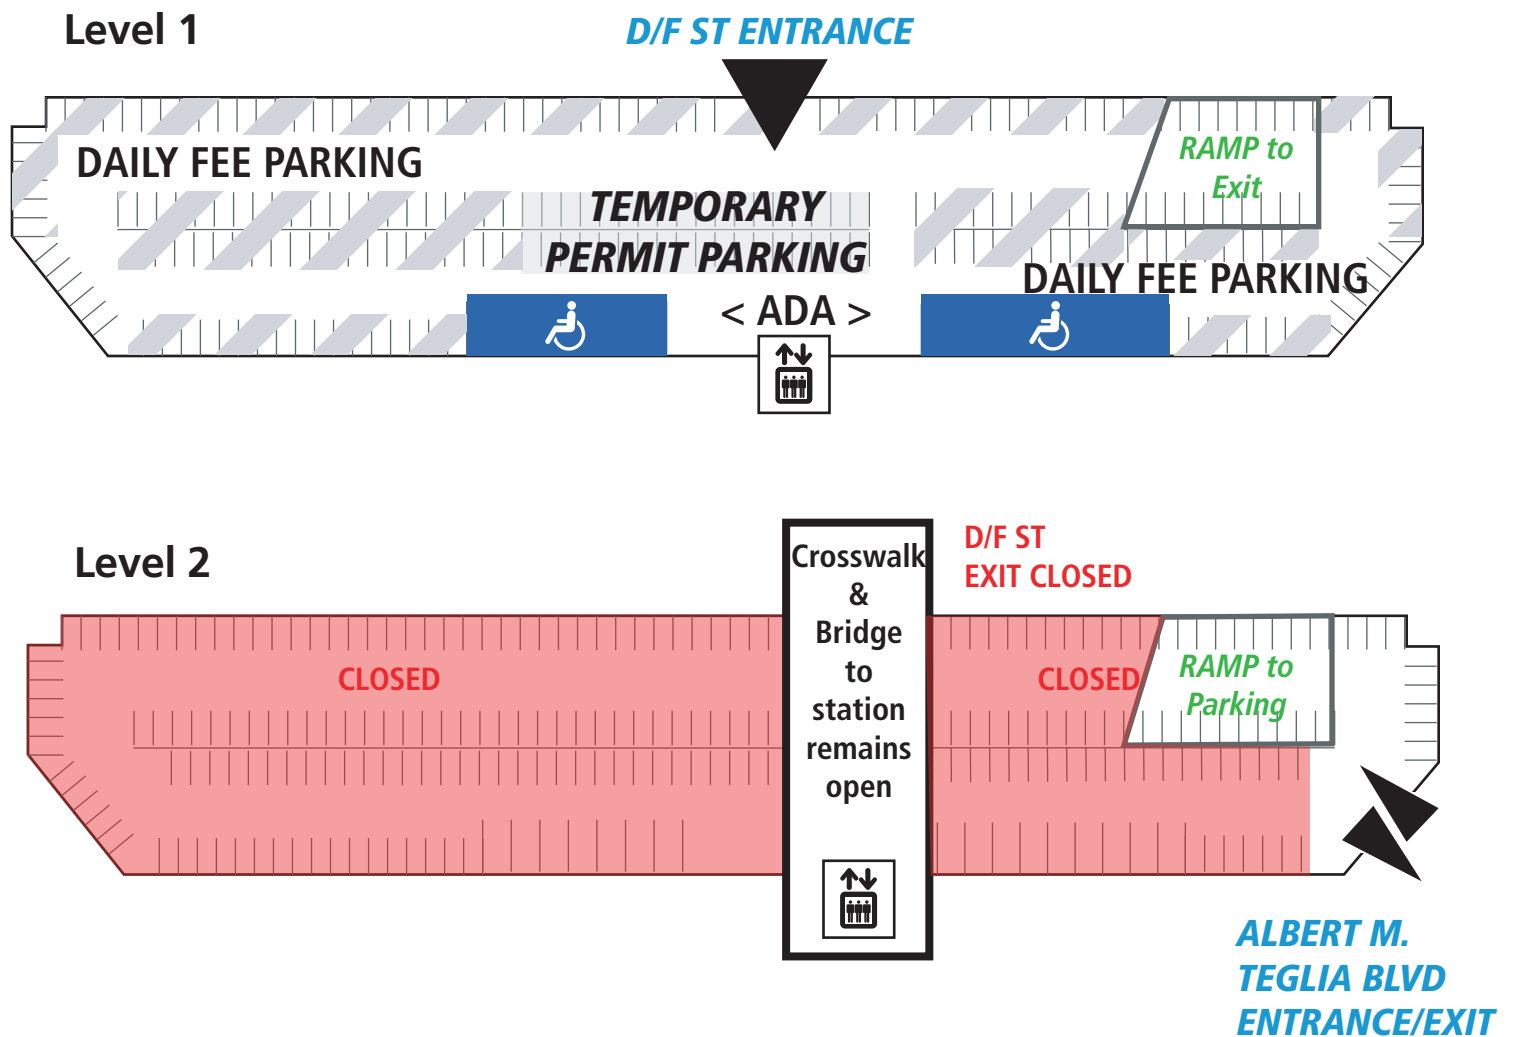 Level 1
D/F ST ENTRANCE
DAILY FEE PARKING
RAMP to
Exit
TEMPORARY
PERMIT PARKING
DAILY FEE PARKING
< ADA >
Level 2
D/F ST
EXIT CLOSED
Crosswalk
&
Bridge
to
station
remains
open
CLOSED
CLOSED
RAMP to
Parking
ALBERT M.
TEGLIA BLVD
ENTRANCE/EXIT